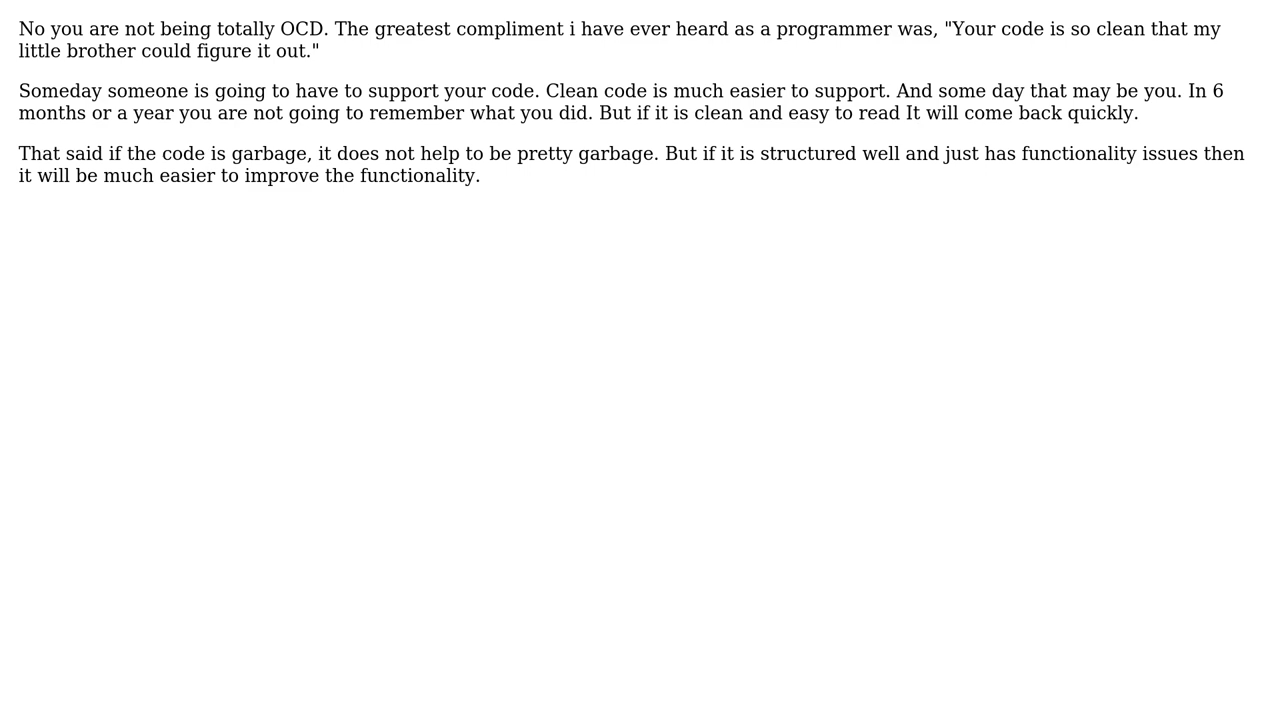 No you are not being totally OCD. The greatest compliment i have ever heard as a programmer was, "Your code is so clean that my
little brother could figure it out."
Someday someone is going to have to support your code. Clean code is much easier to support. And some day that may be you. In 6
months or a year you are not going to remember what you did. But if it is clean and easy to read It will come back quickly.
That said if the code is garbage, it does not help to be pretty garbage. But if it is structured well and just has functionality issues then
it will be much easier to improve the functionality.